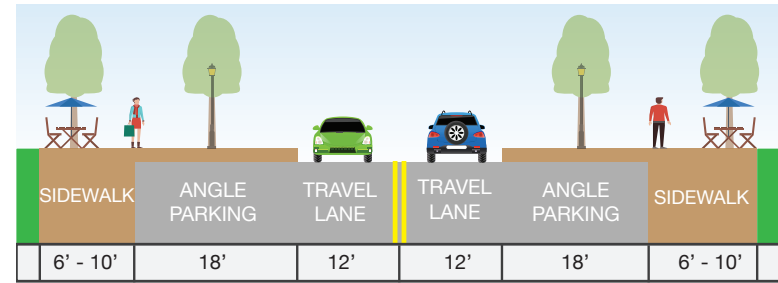 SIDEWALK
ANGLE
PARKING
TRAVEL
LANE
TRAVEL
LANE
ANGLE
PARKING
SIDEWALK
6’ - 10’
18’
12’
12’
18’
6’ - 10’